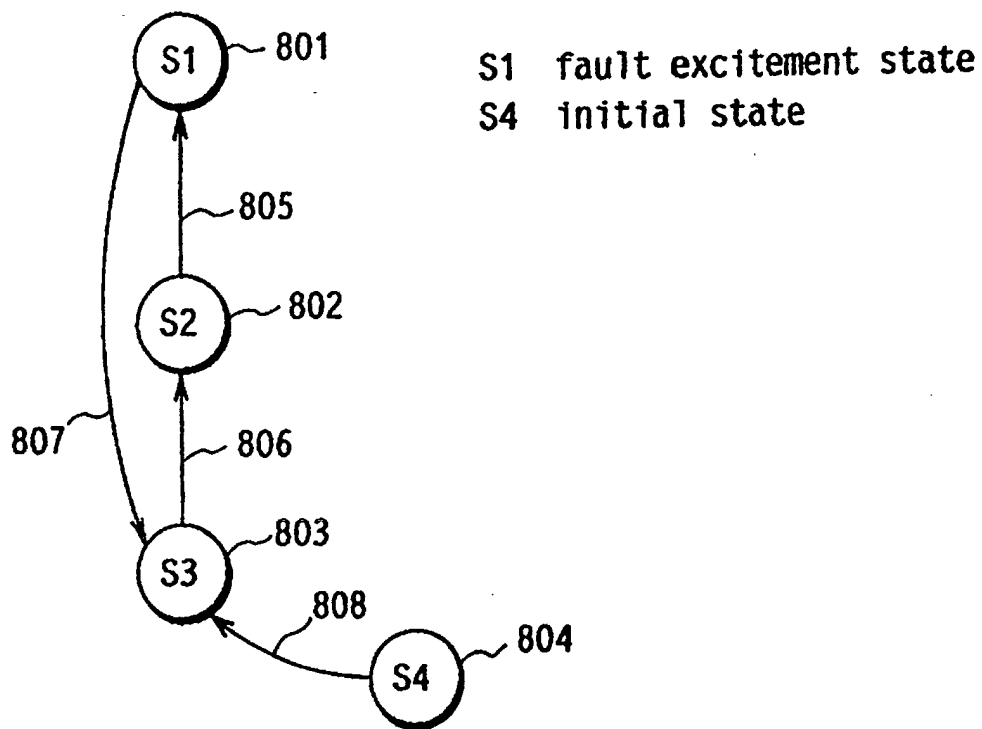 S1
801
S1 fault excitement state
S4 initial state
805
S2
802
807
806
803
S3
808
804
S4